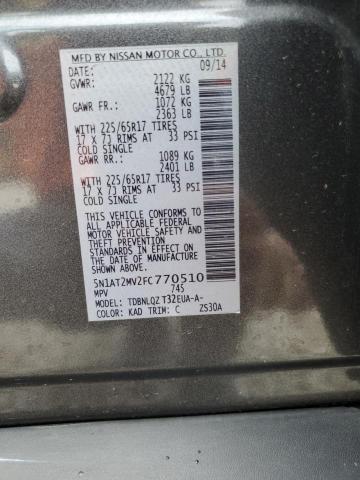 MFD BY NISSAN MOTOR CO., LTD.
DATE: 09/14
GVWR: 2122 KG
4679 LB
GAWR FR.: 1072 KG
2363 LB
WITH 225/65R17 TIRES
17 X 7J RIMS AT 33 PSI
COLD SINGLE
GAWR RR.: 1089 KG
2401 LB
WITH 225/65R17 TIRES
17 X 7J RIMS AT 33 PSI
COLD SINGLE
THIS VEHICLE CONFORMS TO
ALL APPLICABLE FEDERAL
MOTOR VEHICLE SAFETY
AND THEFT PREVENTION
STANDARDS IN EFFECT ON
THE DATE OF MANUFACTURE
SHOWN ABOVE.
5N1AT2MV2FC770510
MPV 745
MODEL: TDBNLQZ T32EUA-A-
COLOR: KAD TRIM: C ZS30A